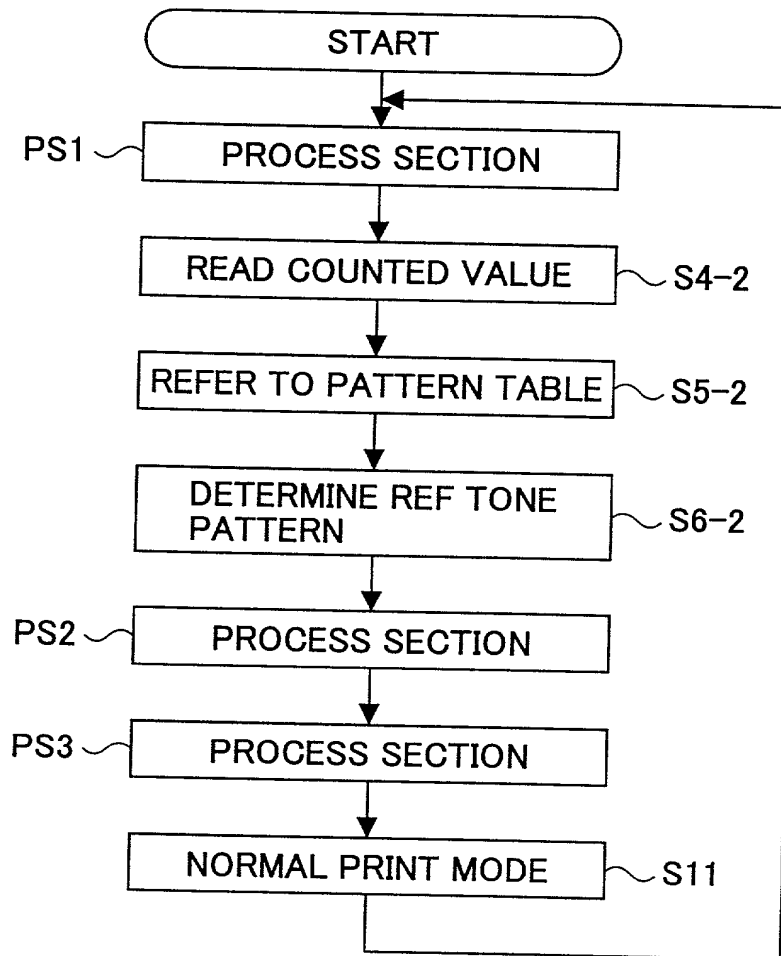 START
PS1 PROCESS SECTION
READ COUNTED VALUE S4-2
REFER TO PATTERN TABLE S5-2
DETERMINE REF TONE
PATTERN S6-2
PS2 PROCESS SECTION
PS3 PROCESS SECTION
NORMAL PRINT MODE S11